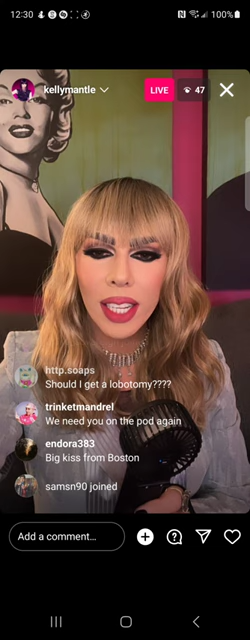 12:30
100%
kellymantle
LIVE
47
http.soaps
Should I get a lobotomy????
trinketmandrel
We need you on the pod again
endora383
Big kiss from Boston
samsn90 joined
Add a comment...